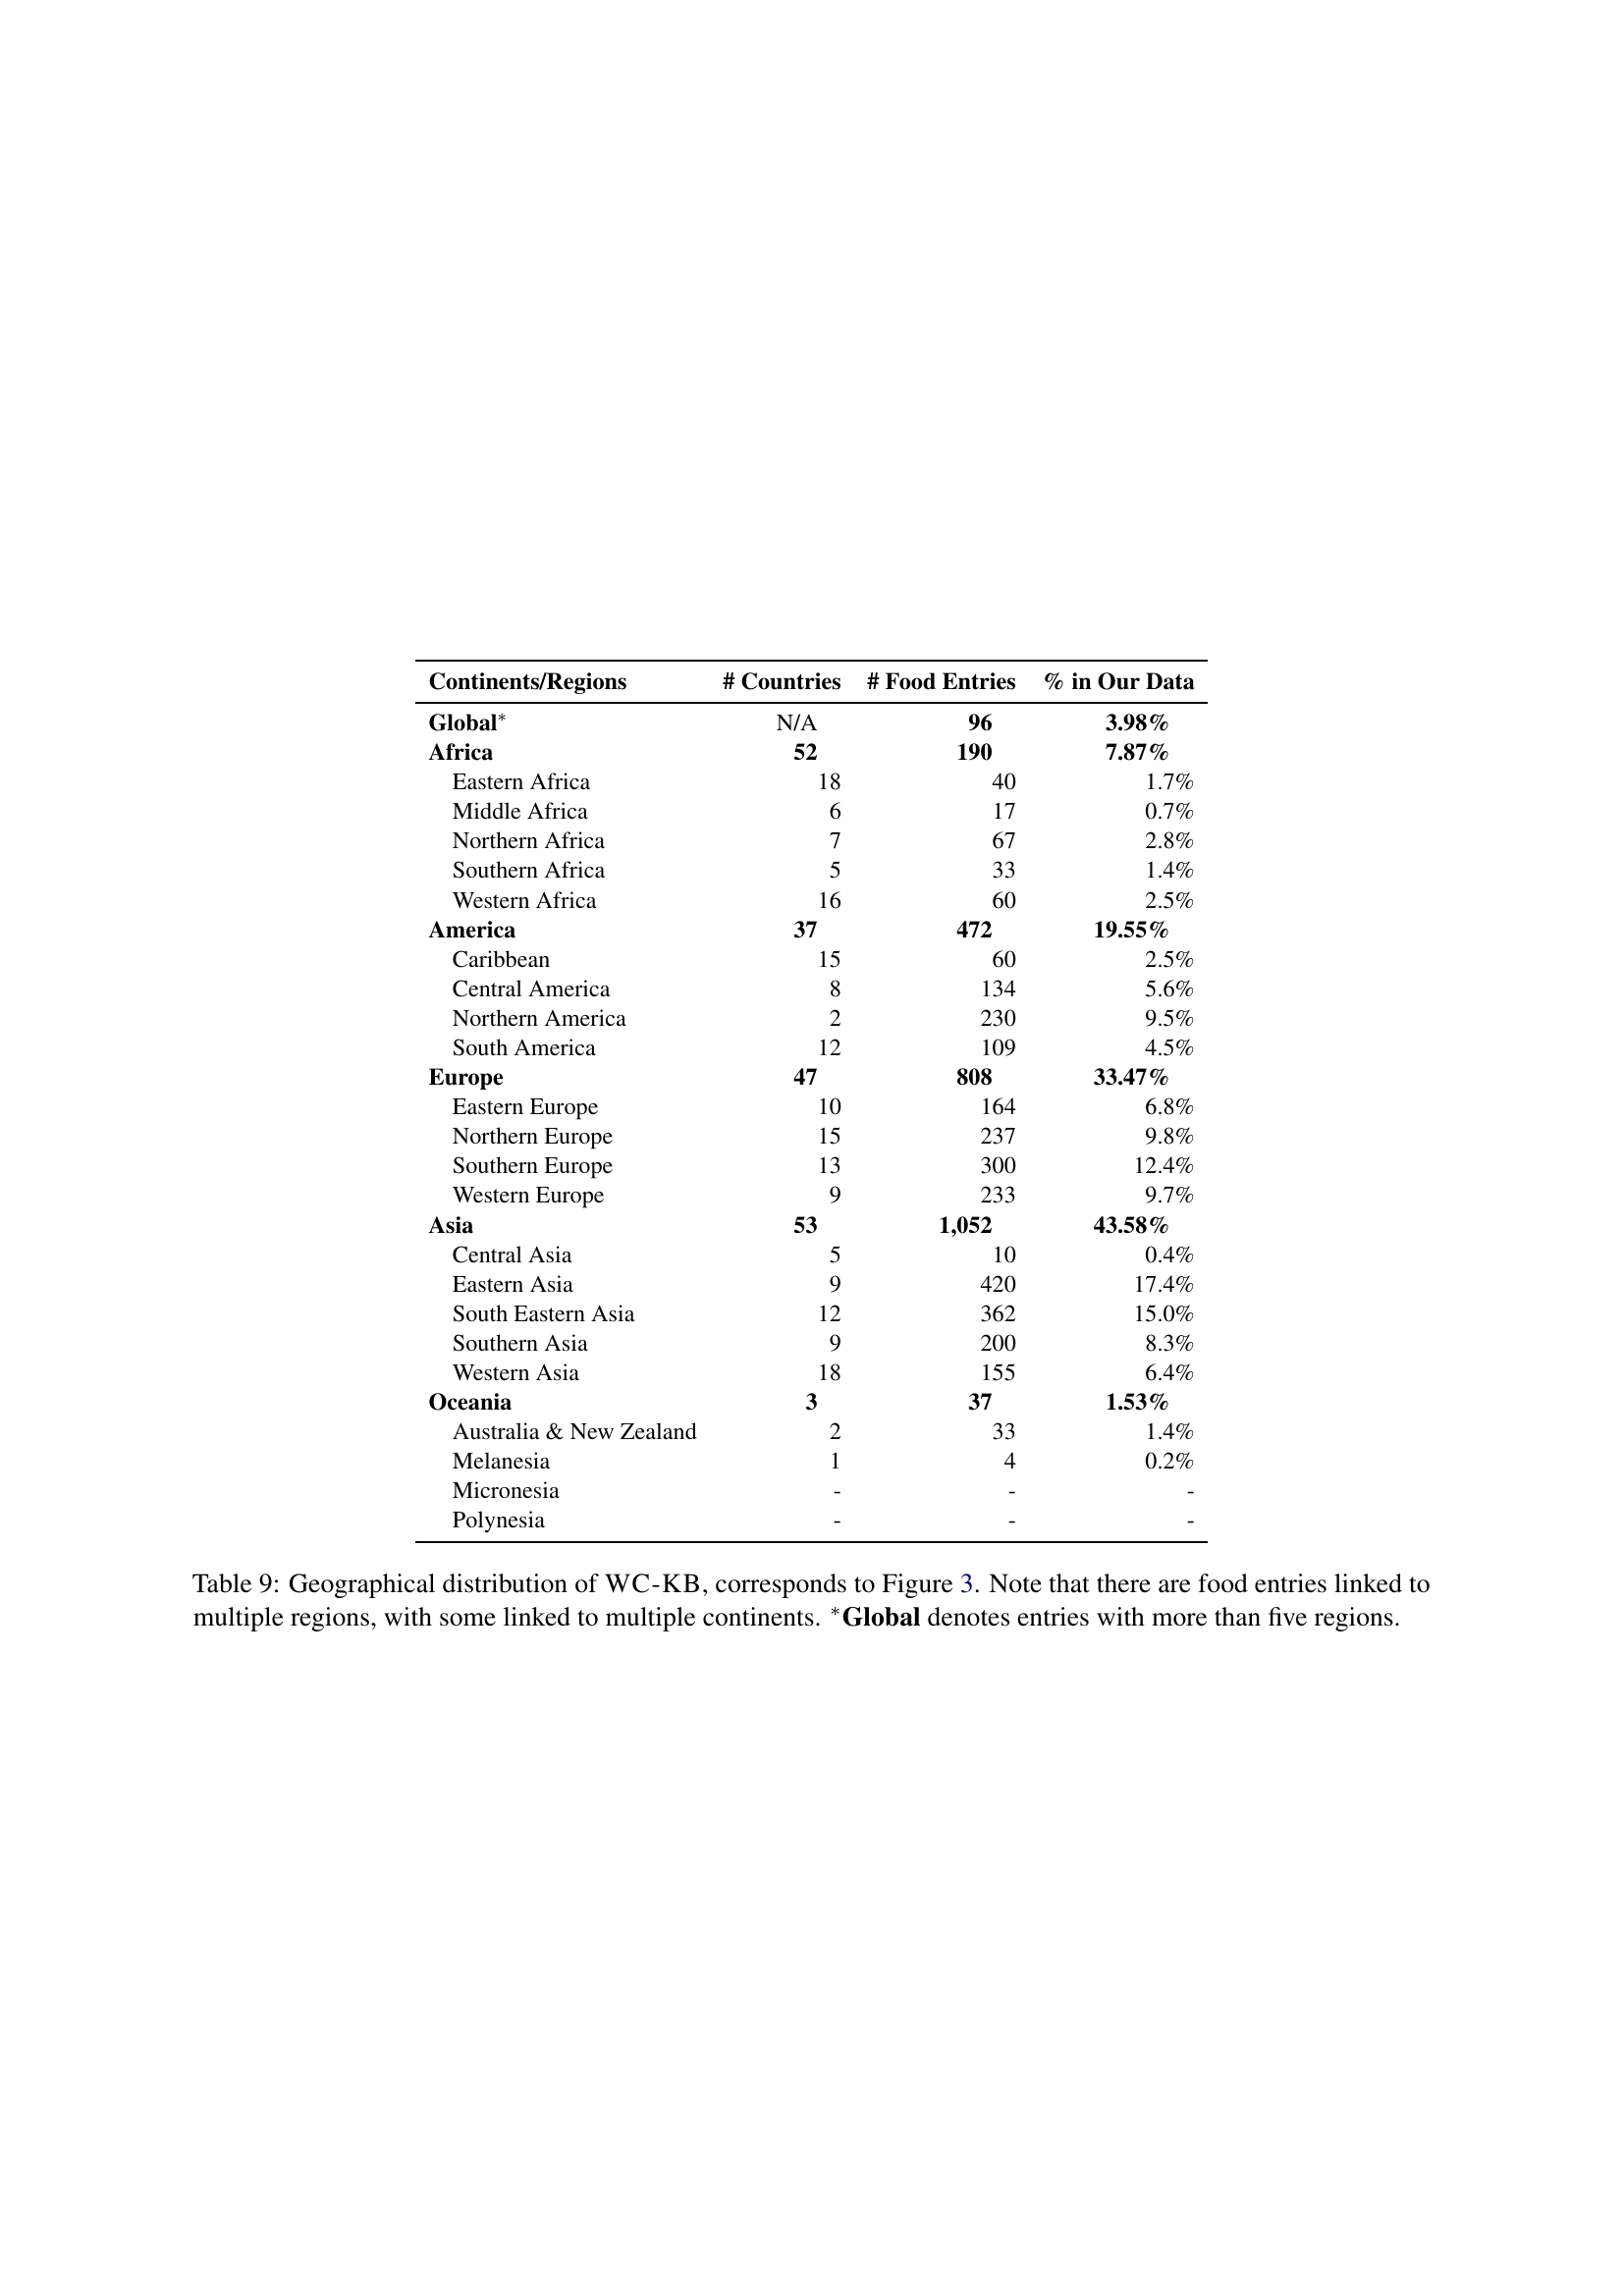 Continents/Regions # Countries # Food Entries % in Our Data
Global* N/A 96 3.98%
Africa 52 190 7.87%
Eastern Africa 18 40 1.7%
Middle Africa 6 17 0.7%
Northern Africa 7 67 2.8%
Southern Africa 5 33 1.4%
Western Africa 16 60 2.5%
America 37 472 19.55%
Caribbean 15 60 2.5%
Central America 8 134 5.6%
Northern America 2 230 9.5%
South America 12 109 4.5%
Europe 47 808 33.47%
Eastern Europe 10 164 6.8%
Northern Europe 15 237 9.8%
Southern Europe 13 300 12.4%
Western Europe 9 233 9.7%
Asia 53 1,052 43.58%
Central Asia 5 10 0.4%
Eastern Asia 9 420 17.4%
South Eastern Asia 12 362 15.0%
Southern Asia 9 200 8.3%
Western Asia 18 155 6.4%
Oceania 3 37 1.53%
Australia & New Zealand 2 33 1.4%
Melanesia 1 4 0.2%
Micronesia - - -
Polynesia - - -
Table 9: Geographical distribution of WC-KB, corresponds to Figure 3. Note that there are food entries linked to
multiple regions, with some linked to multiple continents. *Global denotes entries with more than five regions.